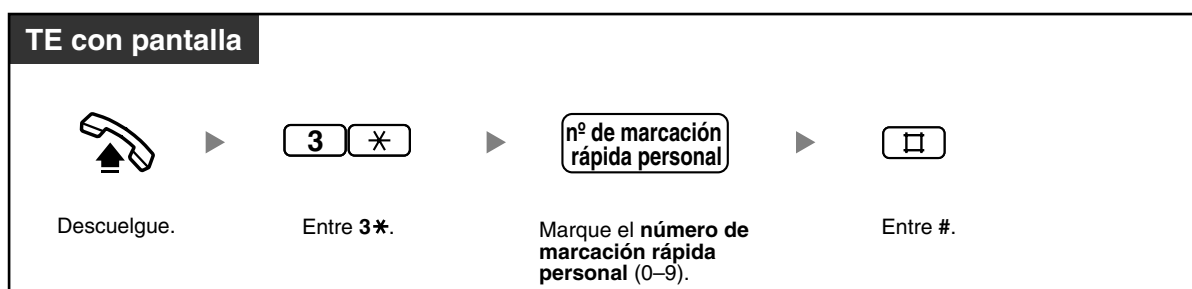 TE con pantalla
3 ✳
nº de marcación
rápida personal
#
Descuelgue.
Entre 3✳.
Marque el número de
marcación rápida
personal (0–9).
Entre #.